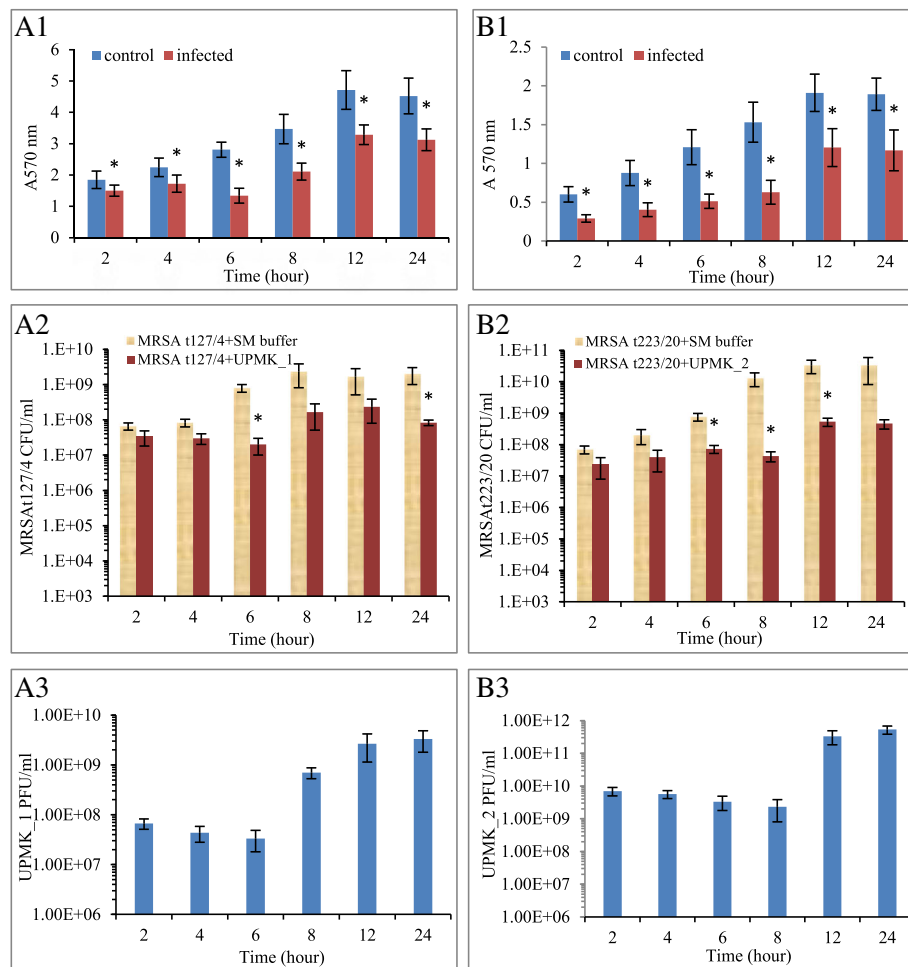 A1
control infected
A570 nm
6
5
4
3
2
1
0
* * * * * *
2 4 6 8 12 24
Time (hour)
B1
control infected
A 570 nm
2.5
2
1.5
1
0.5
0
* * * * * *
2 4 6 8 12 24
Time (hour)
A2
MRSA t127/4+SM buffer
MRSA t127/4+UPMK_1
MRSAt127/4 CFU/ml
1.E+10
1.E+09
1.E+08
1.E+07
1.E+06
1.E+05
1.E+04
1.E+03
* *
2 4 6 8 12 24
Time (hour)
B2
MRSA t223/20+SM buffer
MRSA t223/20+UPMK_2
MRSAt223/20 CFU/ml
1.E+11
1.E+10
1.E+09
1.E+08
1.E+07
1.E+06
1.E+05
1.E+04
1.E+03
* * *
2 4 6 8 12 24
Time (hour)
A3
UPMK_1 PFU/ml
1.00E+10
1.00E+09
1.00E+08
1.00E+07
1.00E+06
2 4 6 8 12 24
Time (hour)
B3
UPMK_2 PFU/ml
1.00E+12
1.00E+11
1.00E+10
1.00E+09
1.00E+08
1.00E+07
1.00E+06
2 4 6 8 12 24
Time (hour)